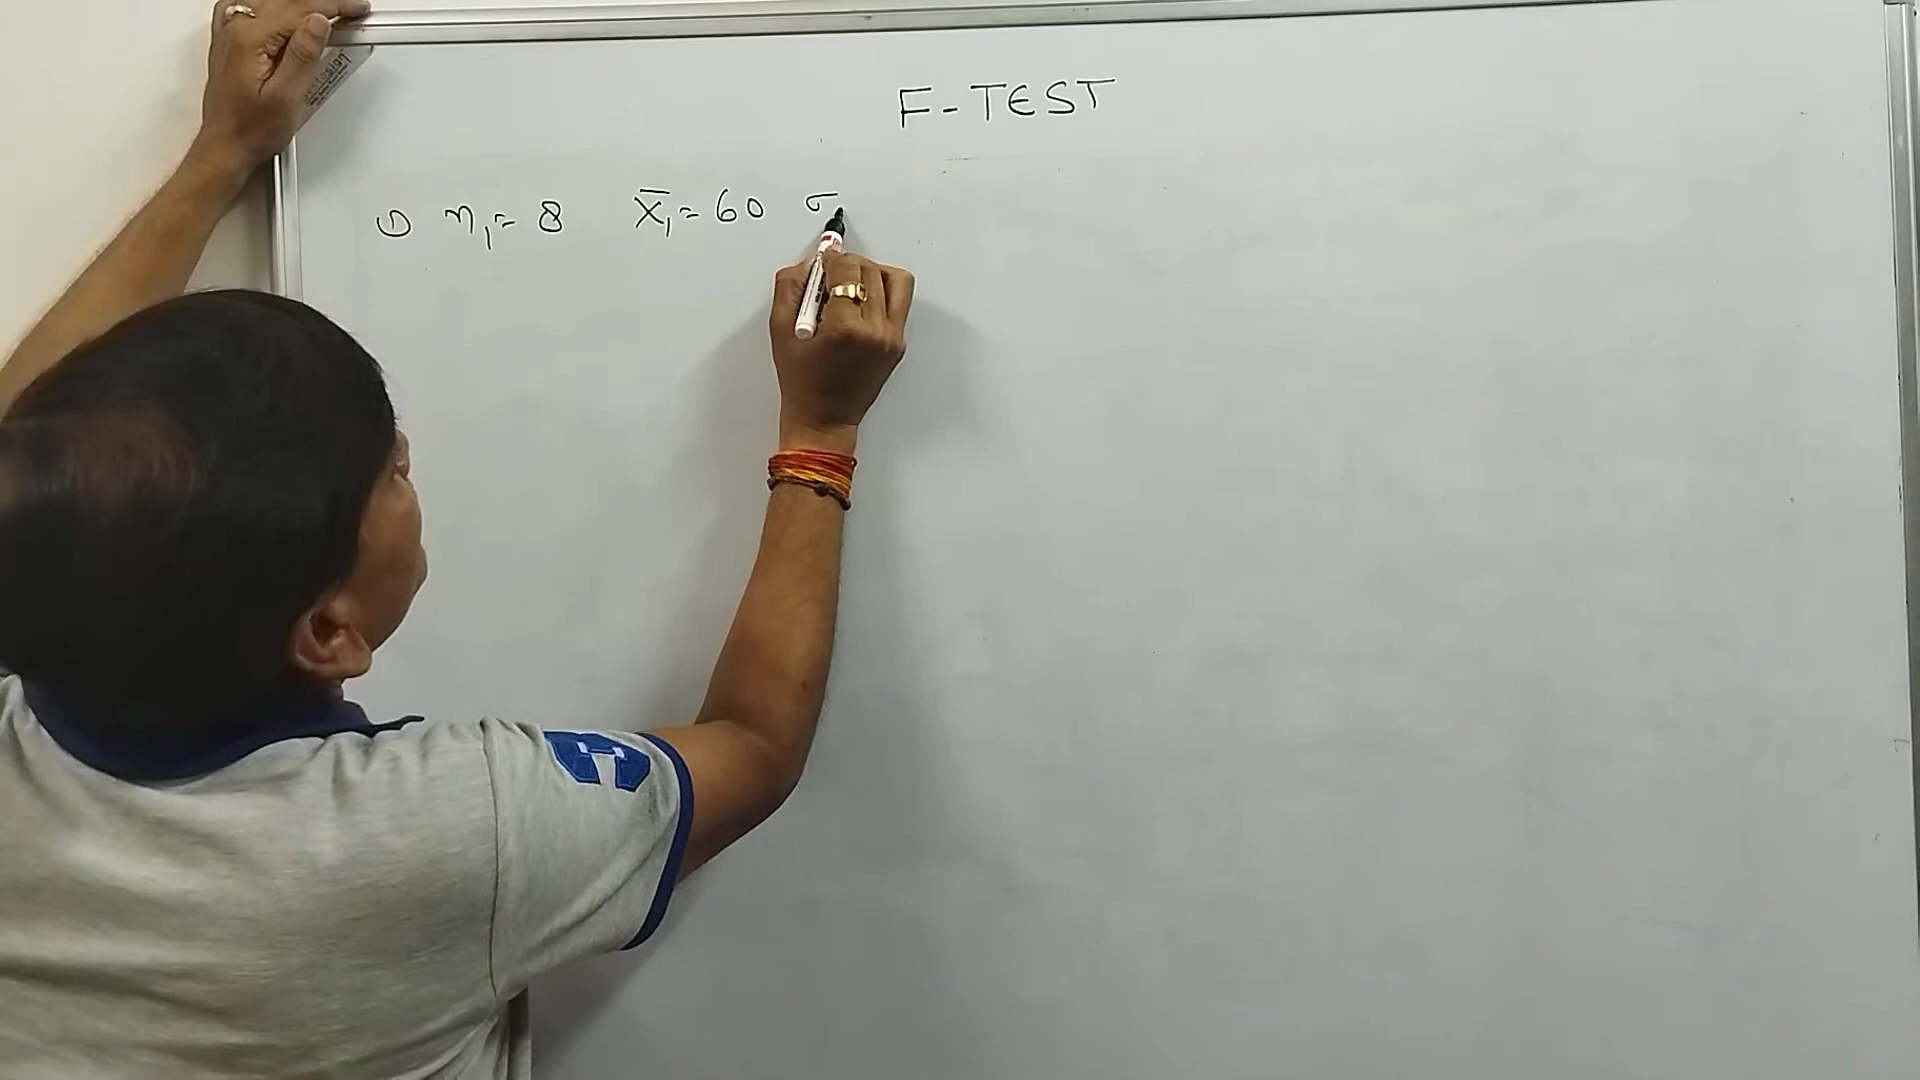 F-TEST
① n₁ = 8 X̄₁ = 60 σ